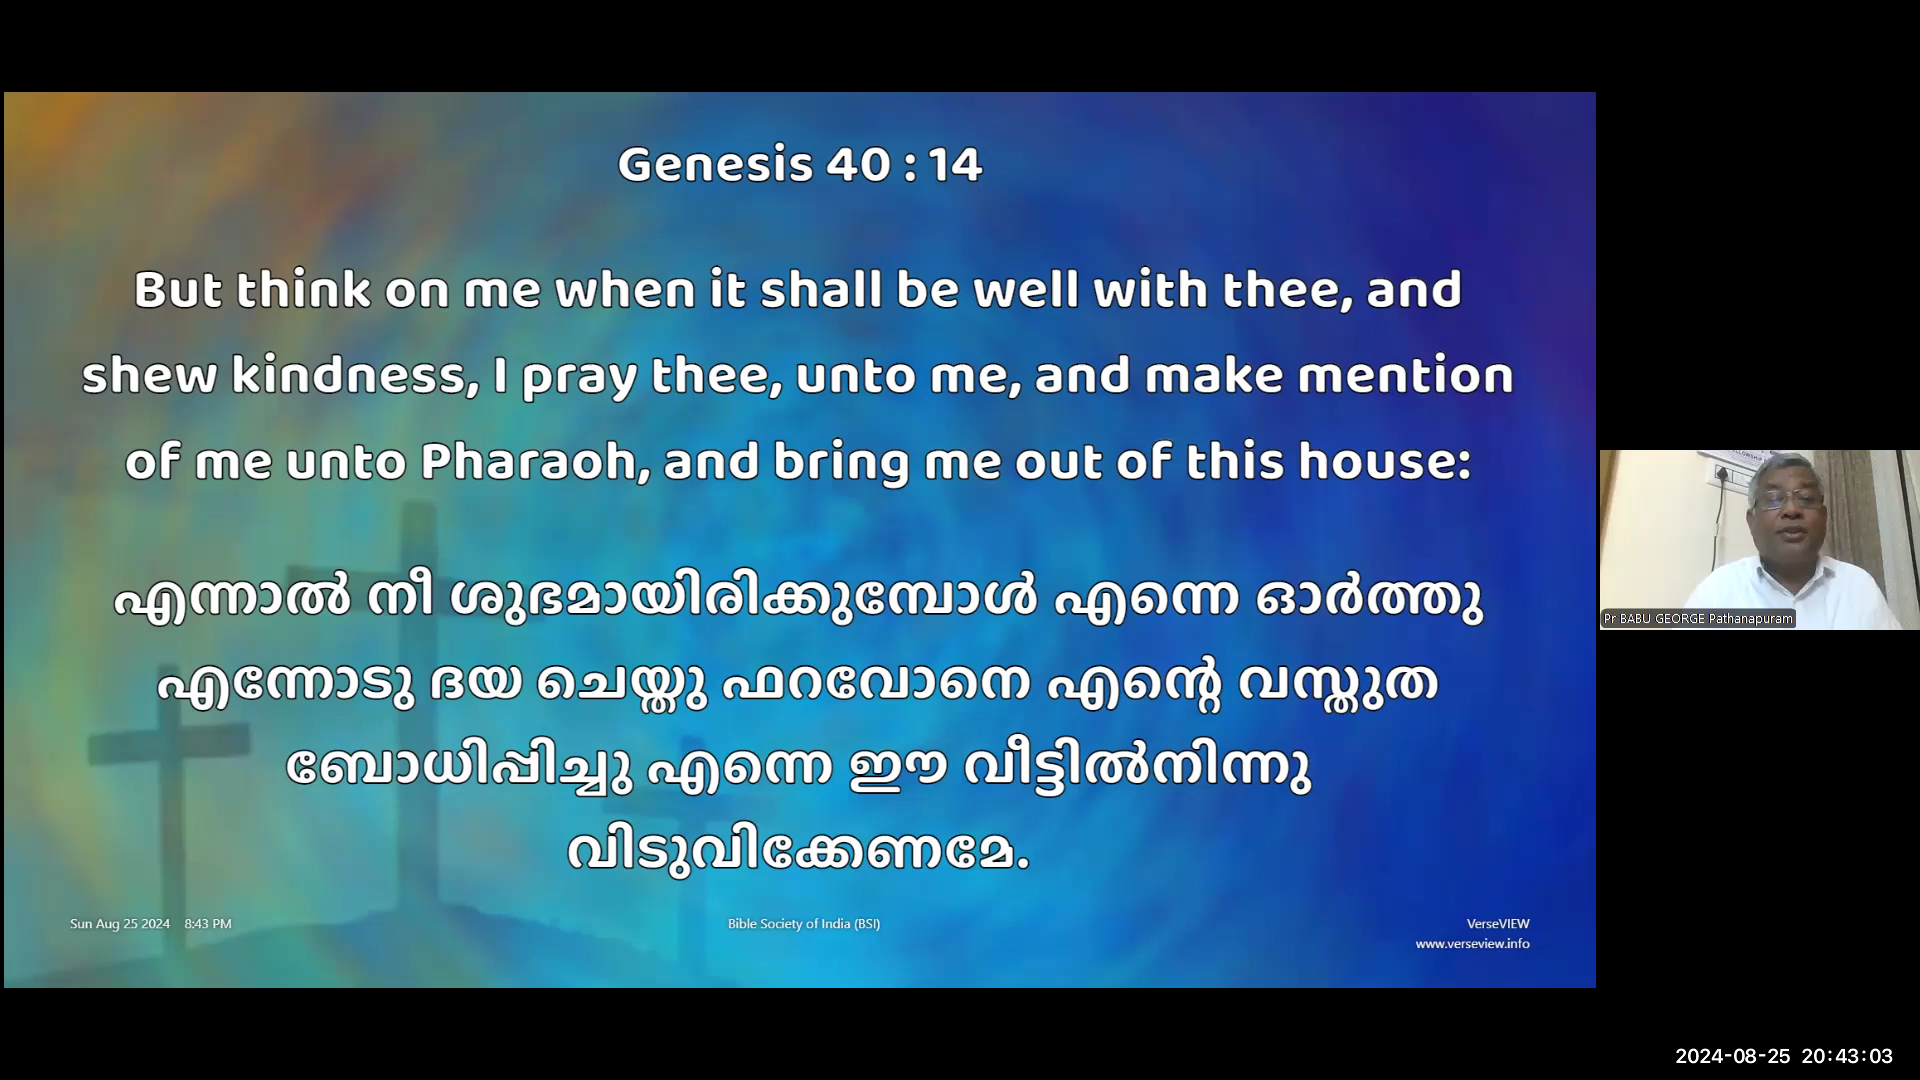 Genesis 40 : 14
But think on me when it shall be well with thee, and
shew kindness, I pray thee, unto me, and make mention
of me unto Pharaoh, and bring me out of this house:
എന്നാൽ നീ ശുഭമായിരിക്കുമ്പോൾ എന്നെ ഓർത്തു
എന്നോടു ദയ ചെയ്തു ഫറവോനെ എന്റെ വസ്തുത
ബോധിപ്പിച്ചു എന്നെ ഈ വീട്ടിൽനിന്നു
വിടുവിക്കേണമേ.
Sun Aug 25 2024 8:43 PM
Bible Society of India (BSI)
VerseVIEW
www.verseview.info
Pr BABU GEORGE Pathanapuram
2024-08-25 20:43:03